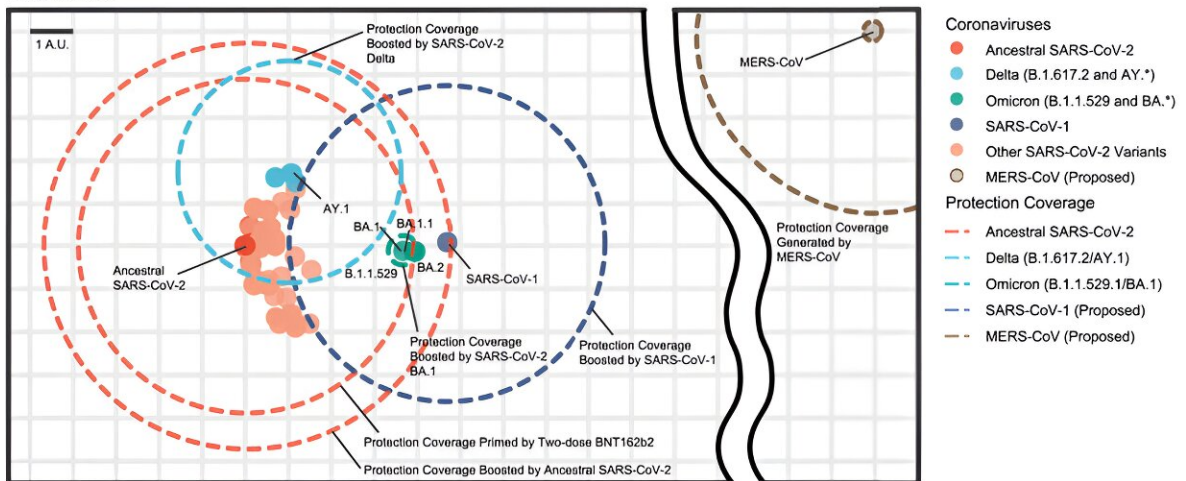 1 A.U.
Protection Coverage
Boosted by SARS-CoV-2
Delta
MERS-CoV
AY.1
BA.1
BA.1.1
B.1.1.529
BA.2
Ancestral
SARS-CoV-2
SARS-CoV-1
Protection Coverage
Generated by
MERS-CoV
Protection Coverage
Boosted by SARS-CoV-2
BA.1
Protection Coverage
Boosted by SARS-CoV-1
Protection Coverage Primed by Two-dose BNT162b2
Protection Coverage Boosted by Ancestral SARS-CoV-2
Coronaviruses
Ancestral SARS-CoV-2
Delta (B.1.617.2 and AY.*)
Omicron (B.1.1.529 and BA.*)
SARS-CoV-1
Other SARS-CoV-2 Variants
MERS-CoV (Proposed)
Protection Coverage
Ancestral SARS-CoV-2
Delta (B.1.617.2/AY.1)
Omicron (B.1.1.529.1/BA.1)
SARS-CoV-1 (Proposed)
MERS-CoV (Proposed)